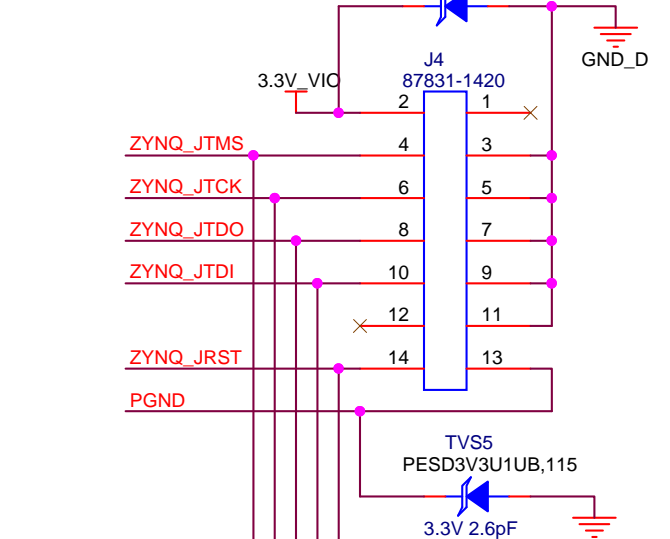 GND_D
J4
3.3V_VIO
87831-1420
2 1
ZYNQ_JTMS 4 3
ZYNQ_JTCK 6 5
ZYNQ_JTDO 8 7
ZYNQ_JTDI 10 9
12 11
ZYNQ_JRST 14 13
PGND
TVS5
PESD3V3U1UB,115
3.3V 2.6pF